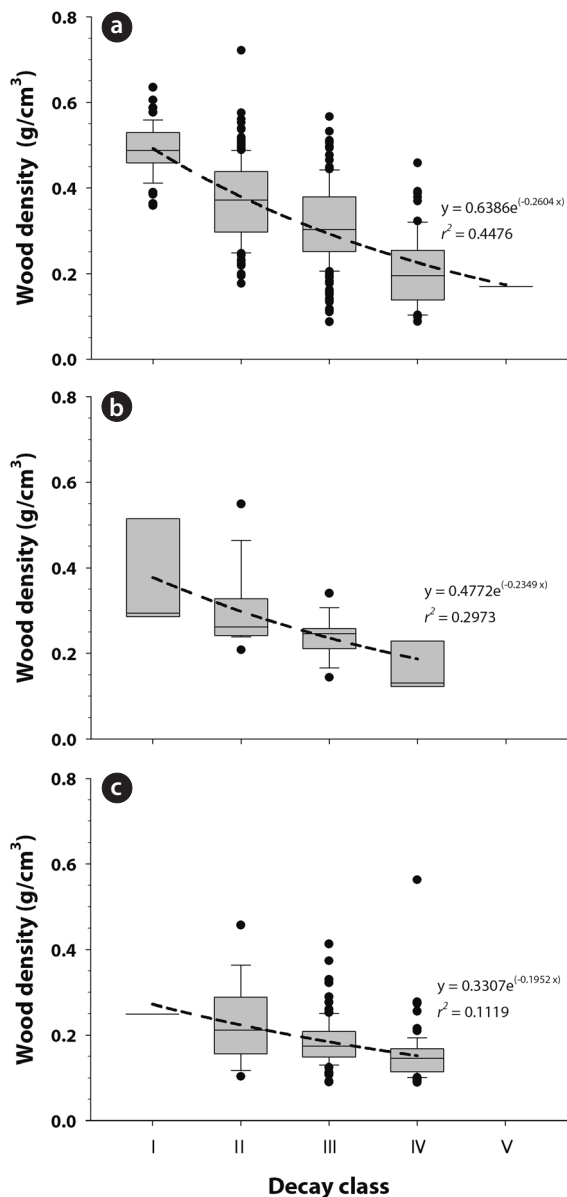 a
0.8
0.6
0.4
0.2
0.0
Wood density (g/cm³)
y = 0.6386e(-0.2604 x)
r² = 0.4476
b
0.8
0.6
0.4
0.2
0.0
Wood density (g/cm³)
y = 0.4772e(-0.2349 x)
r² = 0.2973
c
0.8
0.6
0.4
0.2
0.0
Wood density (g/cm³)
y = 0.3307e(-0.1952 x)
r² = 0.1119
I II III IV V
Decay class